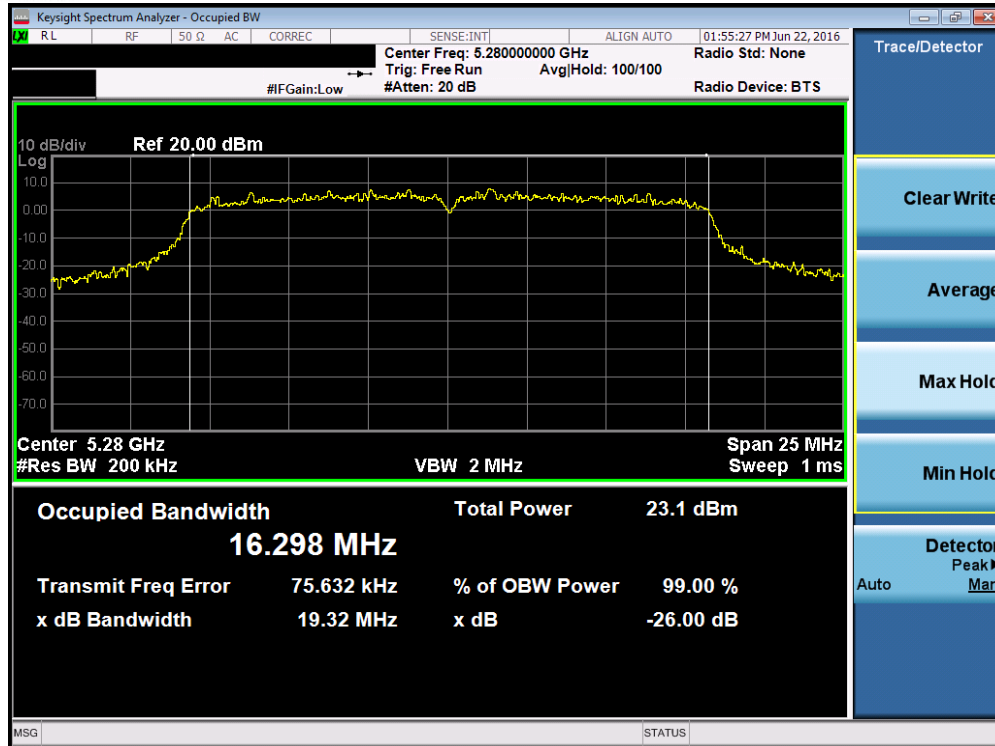 Keysight Spectrum Analyzer - Occupied BW
LXI RL RF 50 Ω AC CORREC SENSE:INT ALIGN AUTO 01:55:27 PM Jun 22, 2016
Center Freq: 5.280000000 GHz Radio Std: None
Trig: Free Run Avg|Hold: 100/100
#IFGain:Low #Atten: 20 dB Radio Device: BTS
10 dB/div Ref 20.00 dBm
Log
10.0
0.00
-10.0
-20.0
-30.0
-40.0
-50.0
-60.0
-70.0
Center 5.28 GHz Span 25 MHz
#Res BW 200 kHz VBW 2 MHz Sweep 1 ms
Occupied Bandwidth Total Power 23.1 dBm
16.298 MHz
Transmit Freq Error 75.632 kHz % of OBW Power 99.00 %
x dB Bandwidth 19.32 MHz x dB -26.00 dB
Trace/Detector
Clear Write
Average
Max Hold
Min Hold
Detector
Peak
Auto Man
MSG STATUS